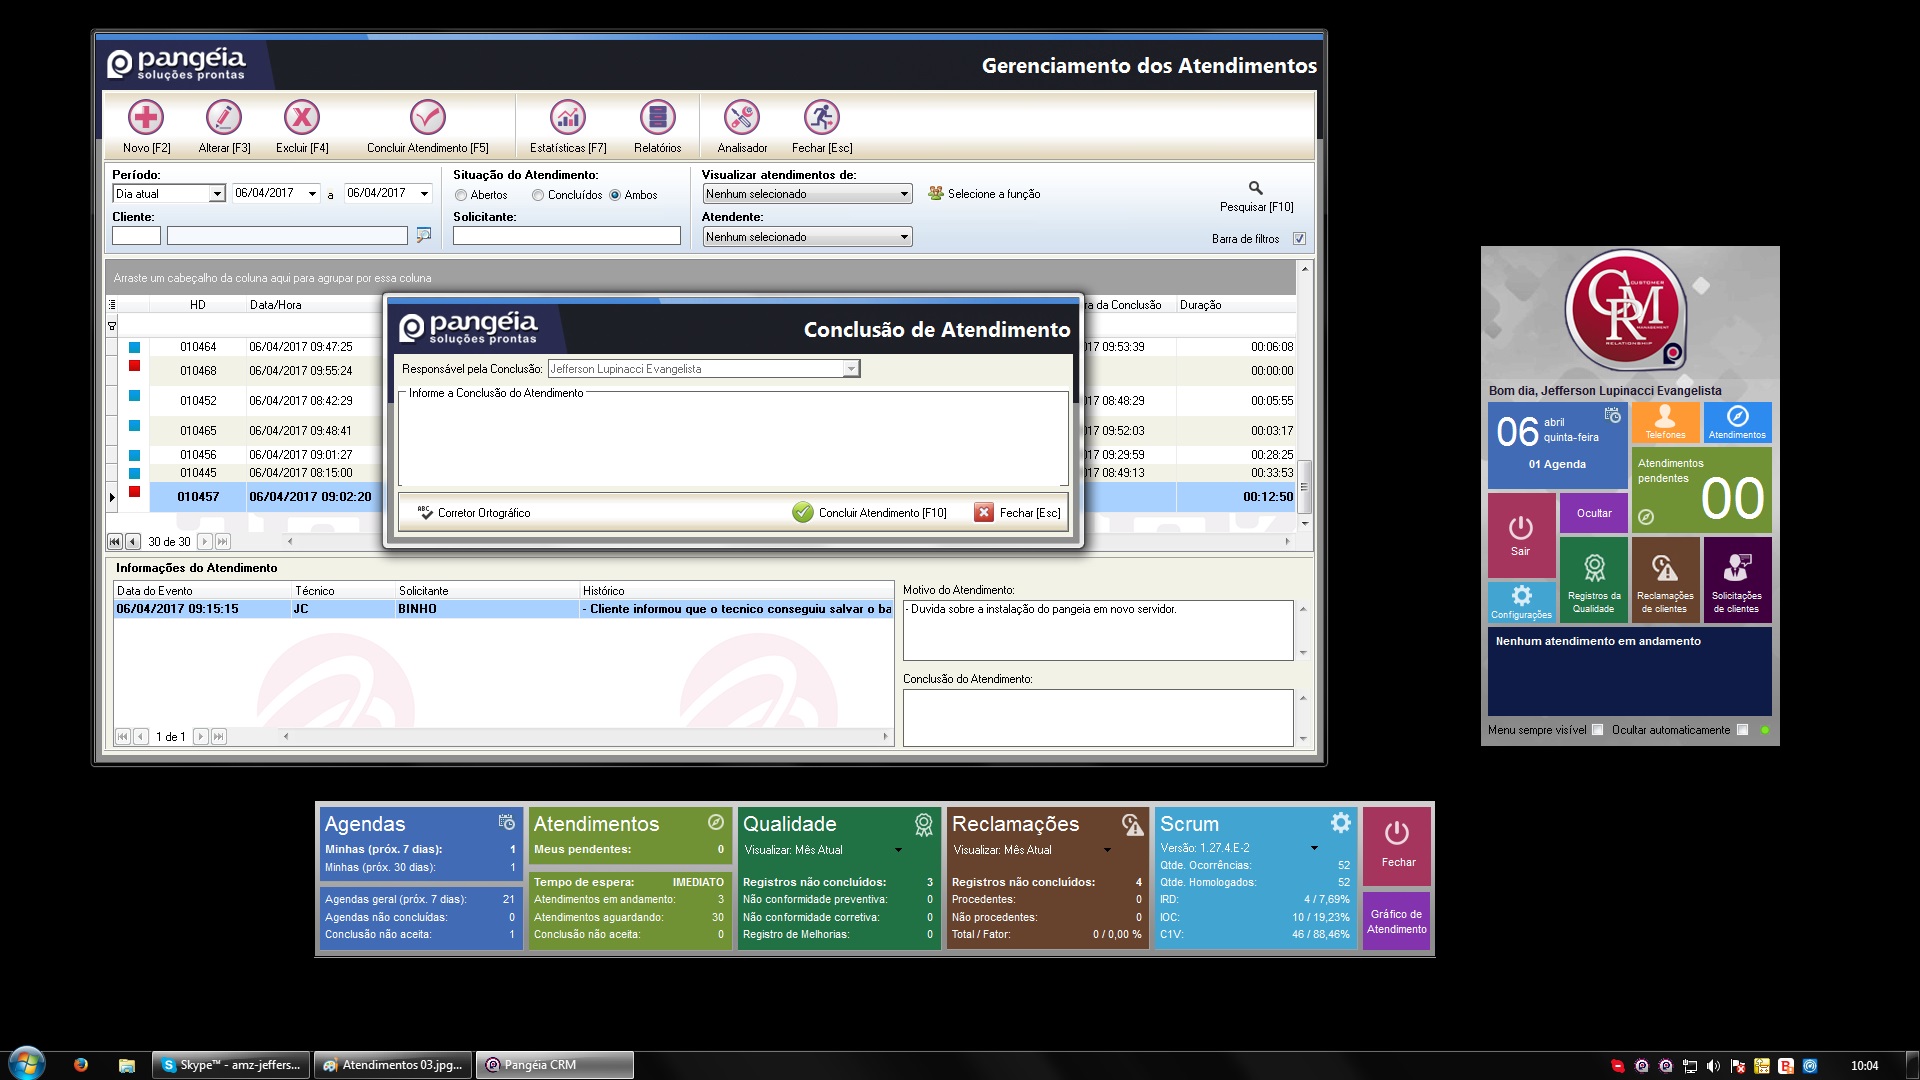 pangéia
soluções prontas
Gerenciamento dos Atendimentos
Novo [F2]
Alterar [F3]
Excluir [F4]
Concluir Atendimento [F5]
Estatísticas [F7]
Relatórios
Analisador
Fechar [Esc]
Período:
Dia atual
06/04/2017
a
06/04/2017
Situação do Atendimento:
Abertos
Concluídos
Ambos
Visualizar atendimentos de:
Nenhum selecionado
Selecione a função
Pesquisar [F10]
Cliente:
Solicitante:
Atendente:
Nenhum selecionado
Barra de filtros
Arraste um cabeçalho da coluna aqui para agrupar por essa coluna
HD Data/Hora ra da Conclusão Duração
010464 06/04/2017 09:47:25 017 09:53:39 00:06:08
010468 06/04/2017 09:55:24 00:00:00
010452 06/04/2017 08:42:29 017 08:48:29 00:05:55
010465 06/04/2017 09:48:41 017 09:52:03 00:03:17
010456 06/04/2017 09:01:27 017 09:29:59 00:28:25
010445 06/04/2017 08:15:00 017 08:49:13 00:33:53
010457 06/04/2017 09:02:20 00:12:50
30 de 30
pangéia
soluções prontas
Conclusão de Atendimento
Responsável pela Conclusão: Jefferson Lupinacci Evangelista
Informe a Conclusão do Atendimento
ABC
Corretor Ortográfico
Concluir Atendimento [F10]
Fechar [Esc]
Informações do Atendimento
Data do Evento Técnico Solicitante Histórico
06/04/2017 09:15:15 JC BINHO - Cliente informou que o tecnico conseguiu salvar o ba
1 de 1
Motivo do Atendimento:
- Duvida sobre a instalação do pangeia em novo servidor.
Conclusão do Atendimento:
CRM
CUSTOMER
MANAGEMENT
RELATIONSHIP
Bom dia, Jefferson Lupinacci Evangelista
06
abril
quinta-feira
01 Agenda
Telefones
Atendimentos
Atendimentos
pendentes
00
Sair
Ocultar
Configurações
Registros da
Qualidade
Reclamações
de clientes
Solicitações
de clientes
Nenhum atendimento em andamento
Menu sempre visível
Ocultar automaticamente
Agendas
Minhas (próx. 7 dias): 1
Minhas (próx. 30 dias): 1
Agendas geral (próx. 7 dias): 21
Agendas não concluídas: 0
Conclusão não aceita: 1
Atendimentos
Meus pendentes: 0
Tempo de espera: IMEDIATO
Atendimentos em andamento: 3
Atendimentos aguardando: 30
Conclusão não aceita: 0
Qualidade
Visualizar: Mês Atual
Registros não concluídos: 3
Não conformidade preventiva: 0
Não conformidade corretiva: 0
Registro de Melhorias: 0
Reclamações
Visualizar: Mês Atual
Registros não concluídos: 4
Procedentes: 0
Não procedentes: 0
Total / Fator: 0 / 0,00 %
Scrum
Versão: 1.27.4.E-2
Qtde. Ocorrências: 52
Qtde. Homologados: 52
IRD: 4 / 7,69%
IOC: 10 / 19,23%
C1V: 46 / 88,46%
Fechar
Gráfico de
Atendimento
Skype™ - amz-jeffers...
Atendimentos 03.jpg...
Pangéia CRM
10:04